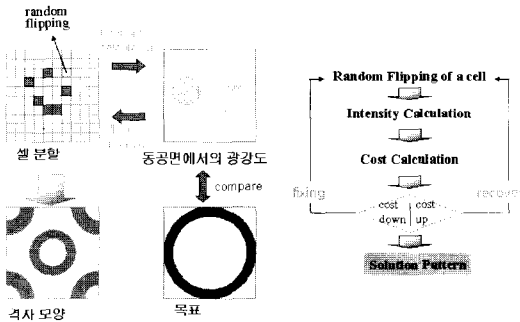 random
flipping
셀 분할
동공면에서의 광강도
compare
격자 모양
목표
Random Flipping of a cell
Intensity Calculation
Cost Calculation
fixing
recover
cost
down
cost
up
Solution Pattern